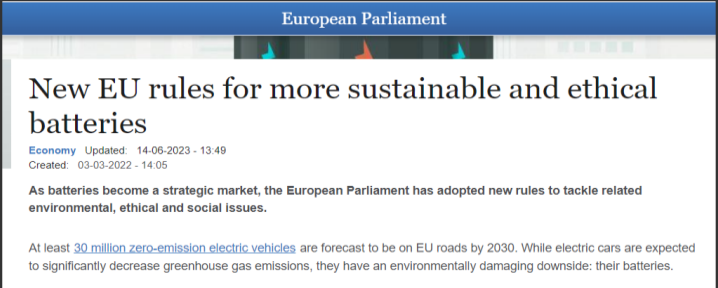 European Parliament
New EU rules for more sustainable and ethical
batteries
Economy Updated: 14-06-2023 - 13:49
Created: 03-03-2022 - 14:05
As batteries become a strategic market, the European Parliament has adopted new rules to tackle related
environmental, ethical and social issues.
At least 30 million zero-emission electric vehicles are forecast to be on EU roads by 2030. While electric cars are expected
to significantly decrease greenhouse gas emissions, they have an environmentally damaging downside: their batteries.